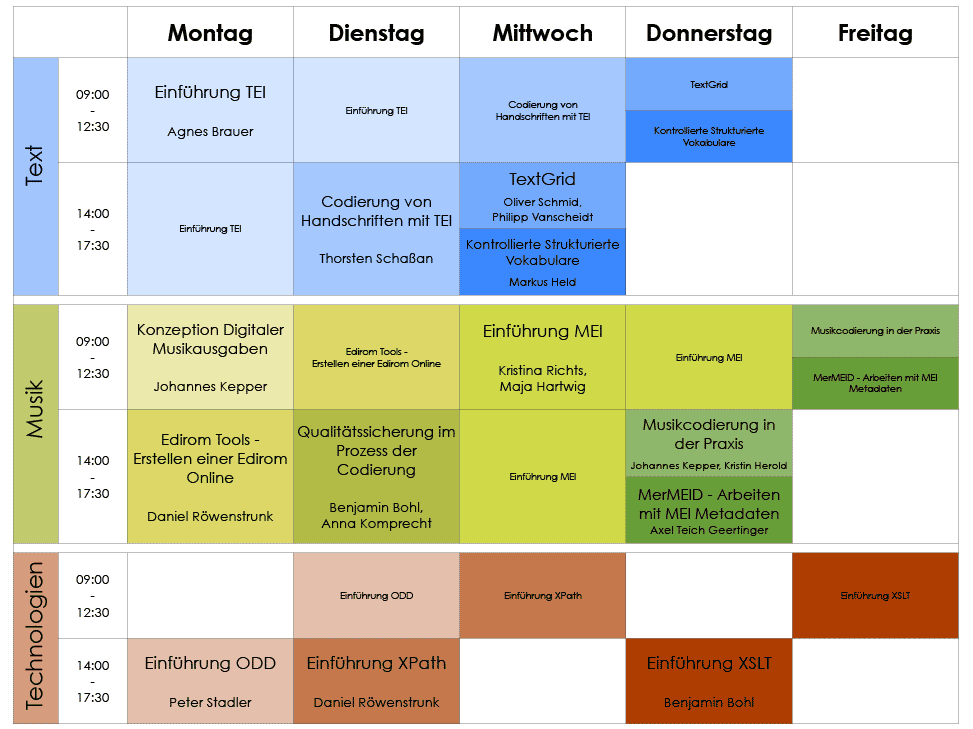 Montag
Dienstag
Mittwoch
Donnerstag
Freitag
Text
09:00
-
12:30
Einführung TEI
Agnes Brauer
Einführung TEI
Codierung von
Handschriften mit TEI
TextGrid
Kontrollierte Strukturierte
Vokabulare
14:00
-
17:30
Einführung TEI
Codierung von
Handschriften mit TEI
Thorsten Schaßan
TextGrid
Oliver Schmid,
Philipp Vanscheidt
Kontrollierte Strukturierte
Vokabulare
Markus Held
Musik
09:00
-
12:30
Konzeption Digitaler
Musikausgaben
Johannes Kepper
Edirom Tools -
Erstellen einer Edirom Online
Einführung MEI
Kristina Richts,
Maja Hartwig
Einführung MEI
Musikcodierung in der Praxis
MerMEID - Arbeiten mit MEI
Metadaten
14:00
-
17:30
Edirom Tools -
Erstellen einer Edirom
Online
Daniel Röwenstrunk
Qualitätssicherung im
Prozess der
Codierung
Benjamin Bohl,
Anna Komprecht
Einführung MEI
Musikcodierung in
der Praxis
Johannes Kepper, Kristin Herold
MerMEID - Arbeiten
mit MEI Metadaten
Axel Teich Geertinger
Technologien
09:00
-
12:30
Einführung ODD
Einführung XPath
Einführung XSLT
14:00
-
17:30
Einführung ODD
Peter Stadler
Einführung XPath
Daniel Röwenstrunk
Einführung XSLT
Benjamin Bohl